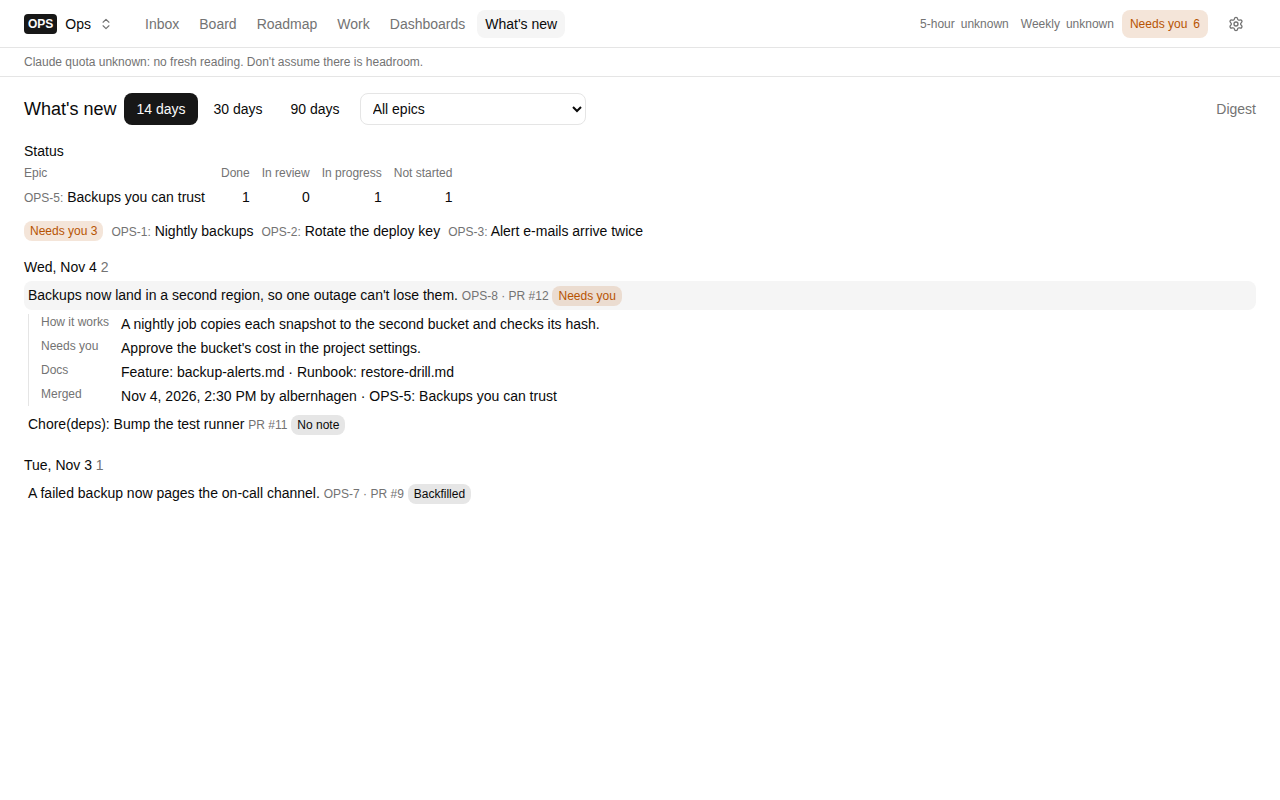 OPS Ops Inbox Board Roadmap Work Dashboards What's new 5-hour unknown Weekly unknown Needs you 6
Claude quota unknown: no fresh reading. Don't assume there is headroom.
What's new 14 days 30 days 90 days All epics Digest
Status
Epic Done In review In progress Not started
OPS-5: Backups you can trust 1 0 1 1
Needs you 3 OPS-1: Nightly backups OPS-2: Rotate the deploy key OPS-3: Alert e-mails arrive twice
Wed, Nov 4 2
Backups now land in a second region, so one outage can't lose them. OPS-8 · PR #12 Needs you
How it works A nightly job copies each snapshot to the second bucket and checks its hash.
Needs you Approve the bucket's cost in the project settings.
Docs Feature: backup-alerts.md · Runbook: restore-drill.md
Merged Nov 4, 2026, 2:30 PM by albernhagen · OPS-5: Backups you can trust
Chore(deps): Bump the test runner PR #11 No note
Tue, Nov 3 1
A failed backup now pages the on-call channel. OPS-7 · PR #9 Backfilled